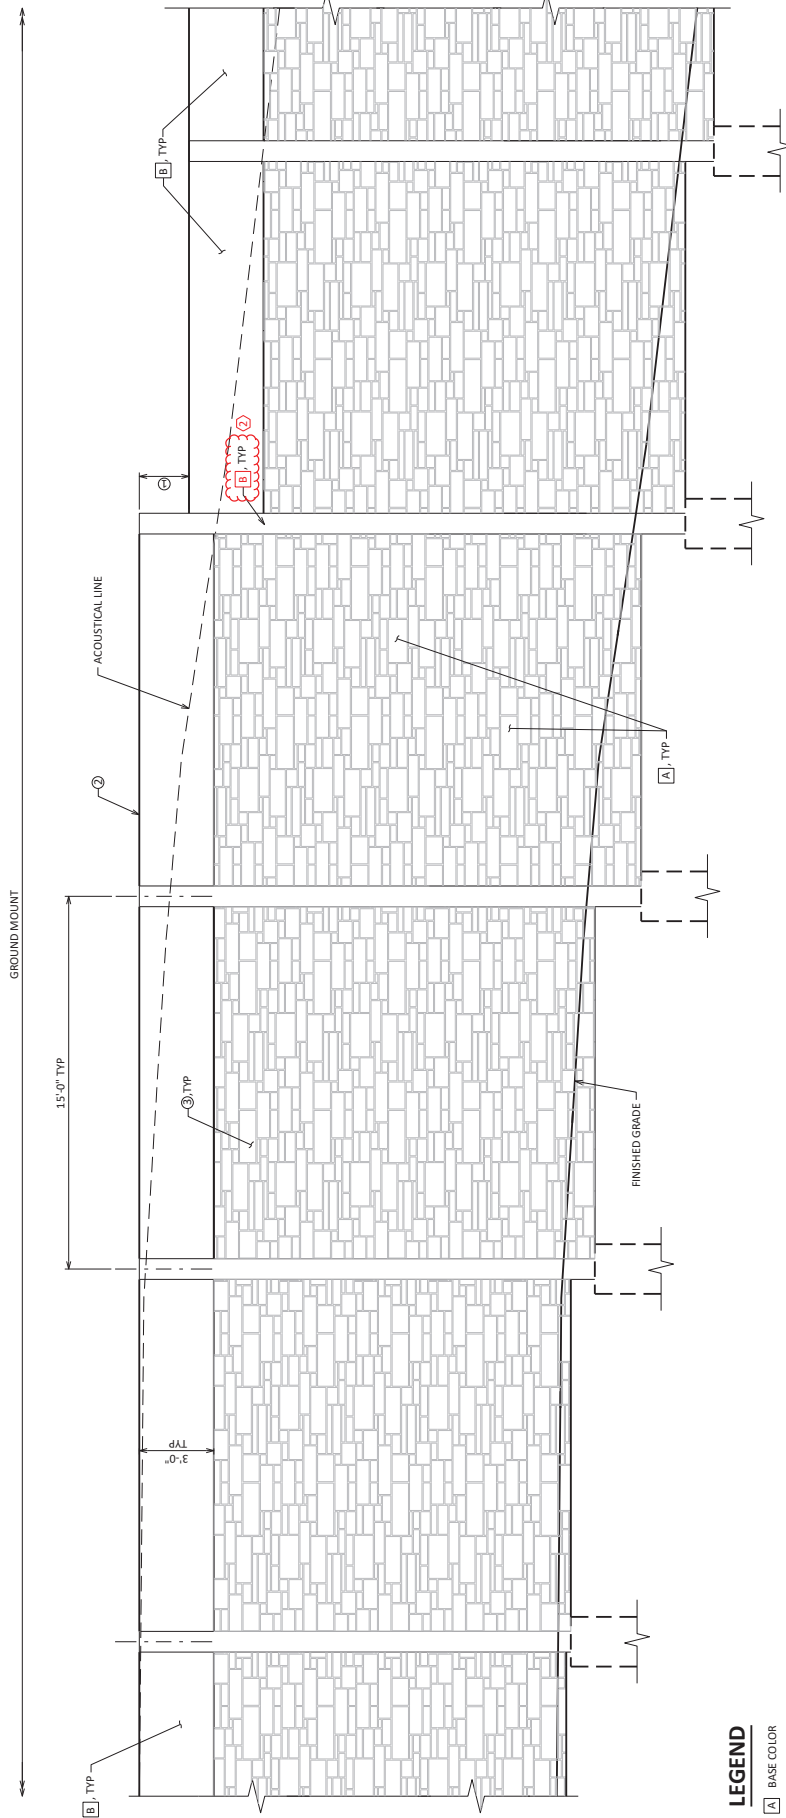 GROUND MOUNT
15'-0" TYP
2
ACOUSTICAL LINE
1
B, TYP
B, TYP
3'-0"
TYP
3, TYP
B, TYP
2
FINISHED GRADE
A, TYP
LEGEND
A BASE COLOR